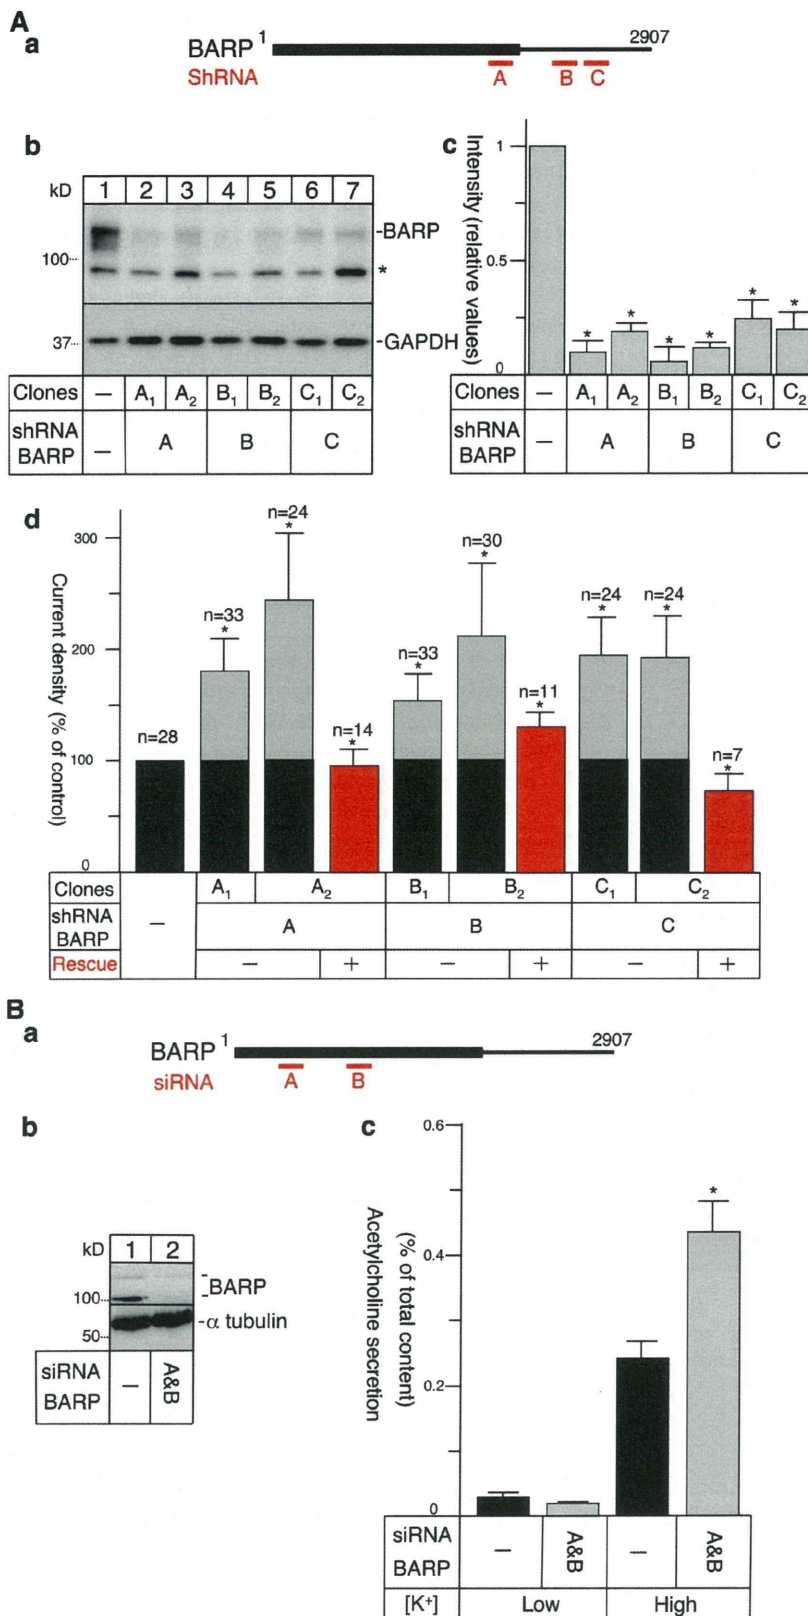 A
a
BARP 1 2907
ShRNA A B C
b
kD 1 2 3 4 5 6 7
-BARP
100
*
37 -GAPDH
Clones – A1 A2 B1 B2 C1 C2
shRNA BARP – A B C
c
Intensity (relative values)
1
0.5
0
* * * * * *
Clones – A1 A2 B1 B2 C1 C2
shRNA BARP – A B C
d
Current density (% of control)
300
200
100
0
n=28 n=33 n=24 n=14 n=33 n=30 n=11 n=24 n=24 n=7
* * * * * * * * *
Clones A1 A2 B1 B2 C1 C2
shRNA BARP – A B C
Rescue – + – + – +
B
a
BARP 1 2907
siRNA A B
b
kD 1 2
BARP
100
-α tubulin
50
siRNA BARP – A&B
c
Acetylcholine secretion
(% of total content)
0.6
0.4
0.2
0
*
siRNA BARP – A&B – A&B
[K+] Low High